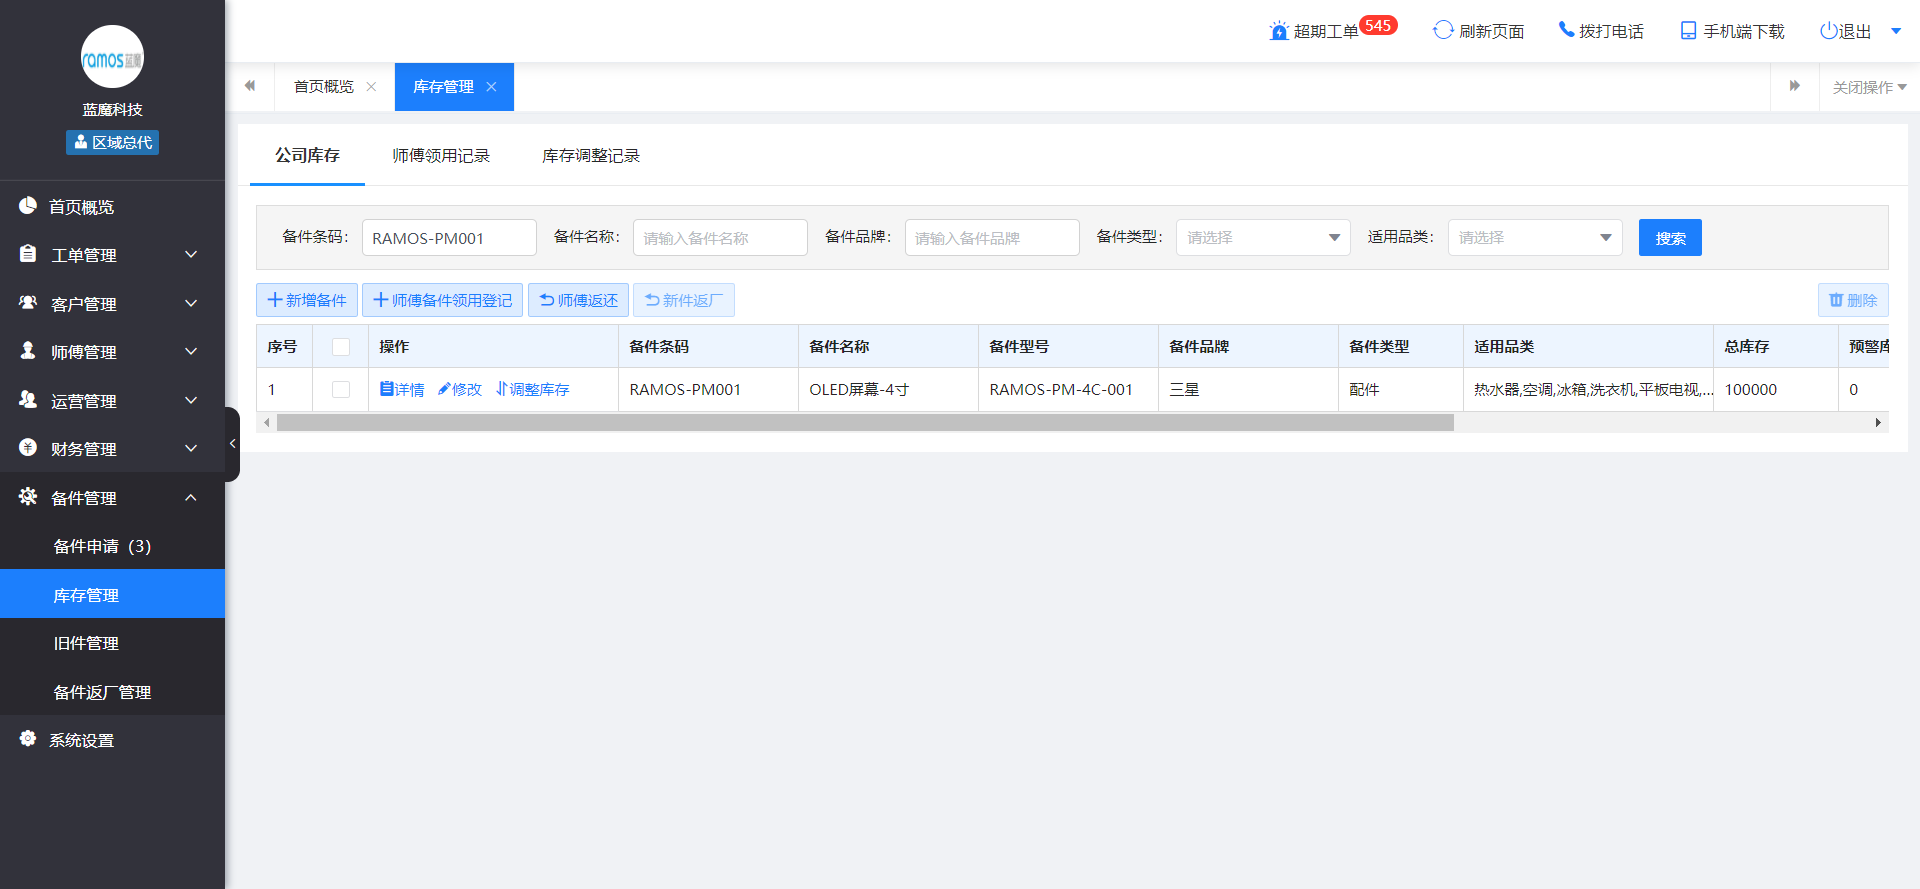 ramos蓝魔
蓝魔科技
区域总代
首页概览
工单管理
客户管理
师傅管理
运营管理
财务管理
备件管理
备件申请（3）
库存管理
旧件管理
备件返厂管理
系统设置
超期工单 545 刷新页面 拨打电话 手机端下载 退出
首页概览 库存管理 关闭操作
公司库存 师傅领用记录 库存调整记录
备件条码： RAMOS-PM001 备件名称： 请输入备件名称 备件品牌： 请输入备件品牌 备件类型： 请选择 适用品类： 请选择 搜索
新增备件 师傅备件领用登记 师傅返还 新件返厂 删除
序号 操作 备件条码 备件名称 备件型号 备件品牌 备件类型 适用品类 总库存 预警库
1 详情 修改 调整库存 RAMOS-PM001 OLED屏幕-4寸 RAMOS-PM-4C-001 三星 配件 热水器,空调,冰箱,洗衣机,平板电视,... 100000 0